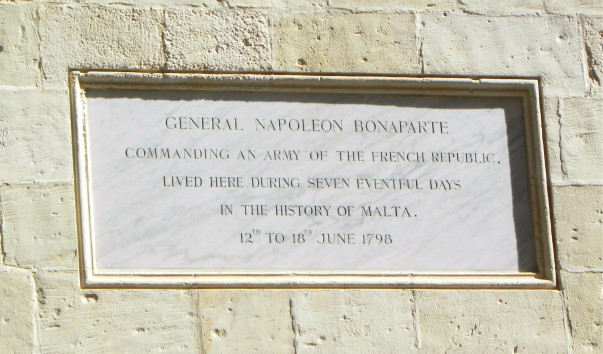 GENERAL NAPOLEON BONAPARTE
COMMANDING AN ARMY OF THE FRENCH REPUBLIC,
LIVED HERE DURING SEVEN EVENTFUL DAYS
IN THE HISTORY OF MALTA.
12TH TO 18TH JUNE 1798